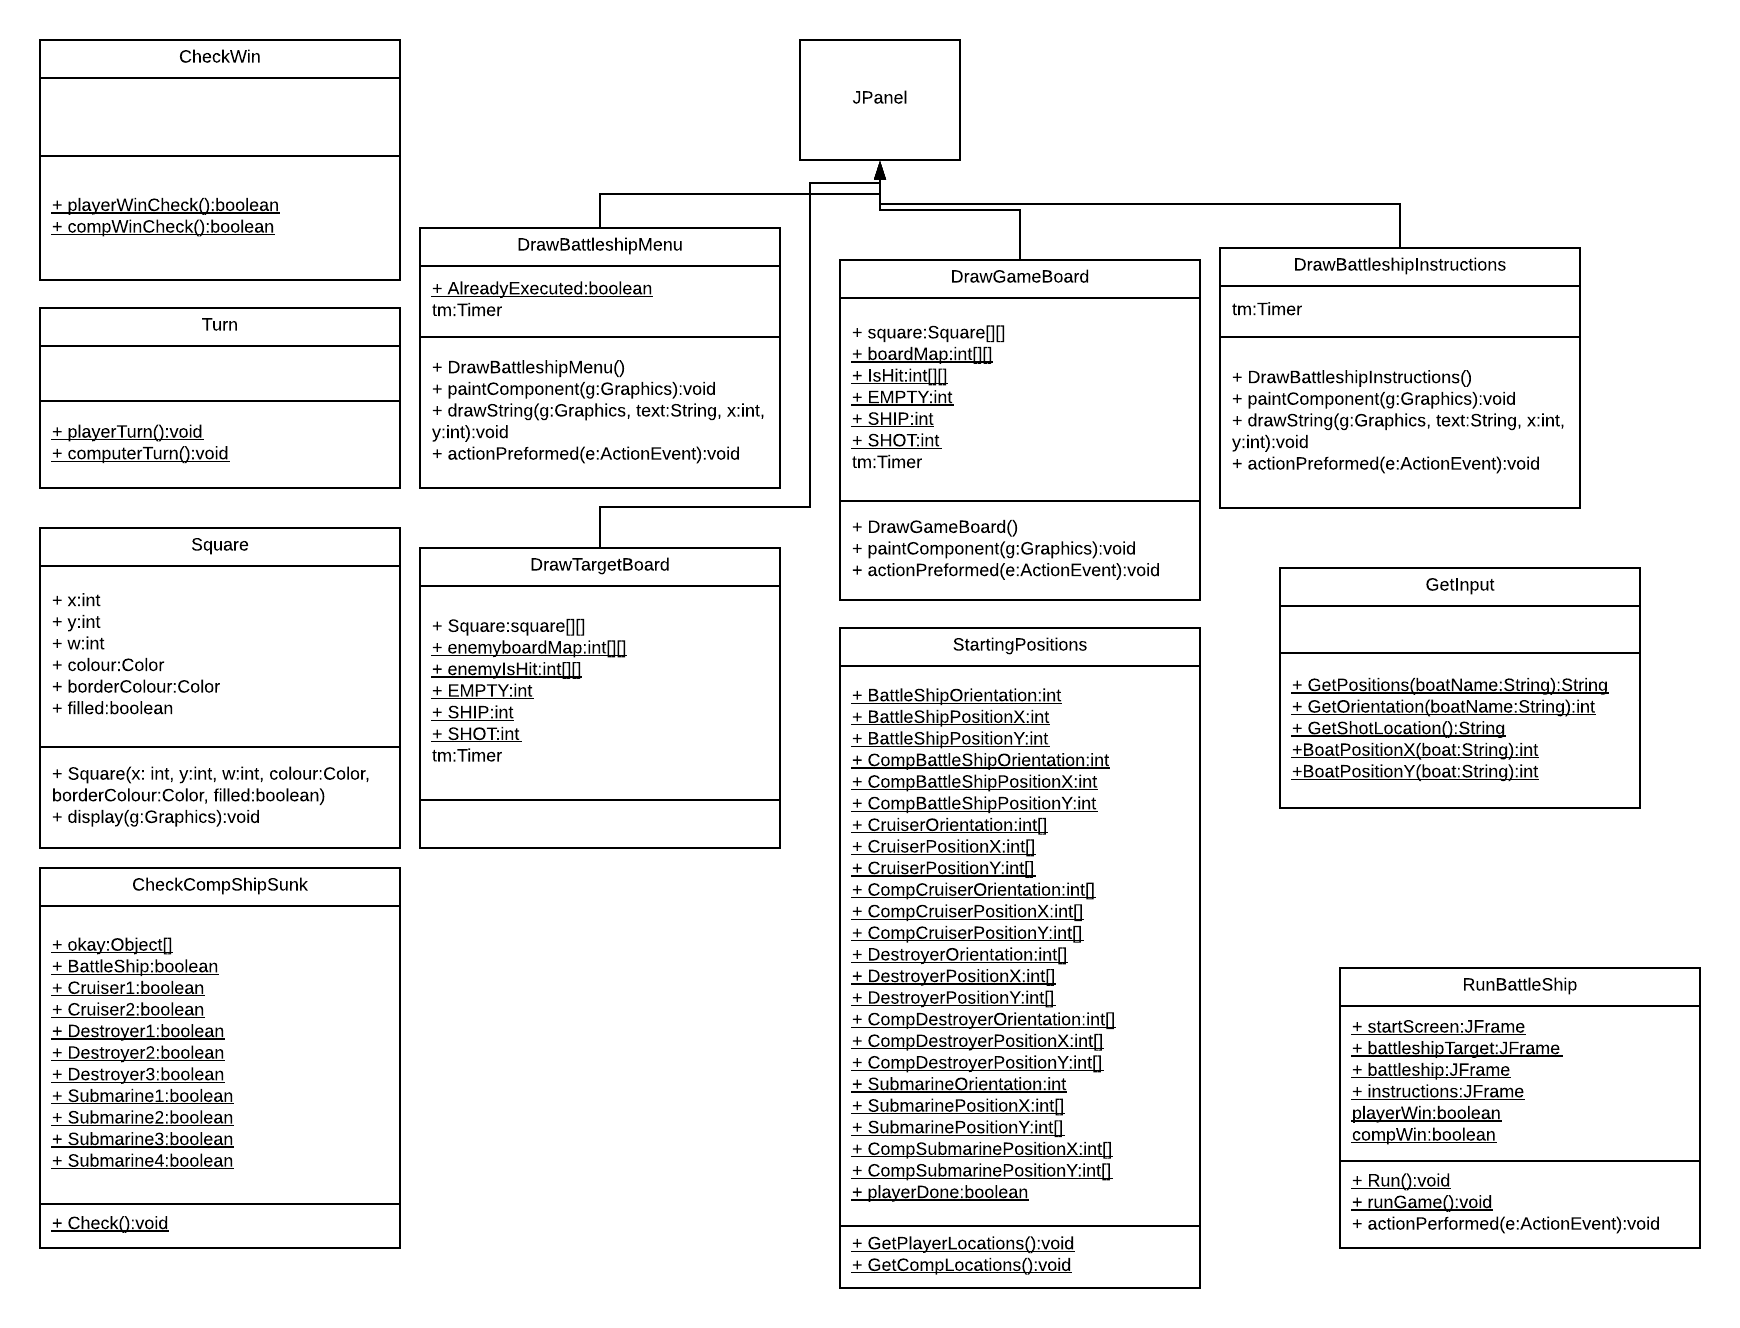 CheckWin
+ playerWinCheck():boolean
+ compWinCheck():boolean
JPanel
Turn
+ playerTurn():void
+ computerTurn():void
DrawBattleshipMenu
+ AlreadyExecuted:boolean
tm:Timer
+ DrawBattleshipMenu()
+ paintComponent(g:Graphics):void
+ drawString(g:Graphics, text:String, x:int,
y:int):void
+ actionPreformed(e:ActionEvent):void
DrawGameBoard
+ square:Square[][]
+ boardMap:int[][]
+ IsHit:int[][]
+ EMPTY:int
+ SHIP:int
+ SHOT:int
tm:Timer
+ DrawGameBoard()
+ paintComponent(g:Graphics):void
+ actionPreformed(e:ActionEvent):void
DrawBattleshipInstructions
tm:Timer
+ DrawBattleshipInstructions()
+ paintComponent(g:Graphics):void
+ drawString(g:Graphics, text:String, x:int,
y:int):void
+ actionPreformed(e:ActionEvent):void
Square
+ x:int
+ y:int
+ w:int
+ colour:Color
+ borderColour:Color
+ filled:boolean
+ Square(x: int, y:int, w:int, colour:Color,
borderColour:Color, filled:boolean)
+ display(g:Graphics):void
DrawTargetBoard
+ Square:square[][]
+ enemyboardMap:int[][]
+ enemyIsHit:int[][]
+ EMPTY:int
+ SHIP:int
+ SHOT:int
tm:Timer
StartingPositions
+ BattleShipOrientation:int
+ BattleShipPositionX:int
+ BattleShipPositionY:int
+ CompBattleShipOrientation:int
+ CompBattleShipPositionX:int
+ CompBattleShipPositionY:int
+ CruiserOrientation:int[]
+ CruiserPositionX:int[]
+ CruiserPositionY:int[]
+ CompCruiserOrientation:int[]
+ CompCruiserPositionX:int[]
+ CompCruiserPositionY:int[]
+ DestroyerOrientation:int[]
+ DestroyerPositionX:int[]
+ DestroyerPositionY:int[]
+ CompDestroyerOrientation:int[]
+ CompDestroyerPositionX:int[]
+ CompDestroyerPositionY:int[]
+ SubmarineOrientation:int
+ SubmarinePositionX:int[]
+ SubmarinePositionY:int[]
+ CompSubmarinePositionX:int[]
+ CompSubmarinePositionY:int[]
+ playerDone:boolean
+ GetPlayerLocations():void
+ GetCompLocations():void
GetInput
+ GetPositions(boatName:String):String
+ GetOrientation(boatName:String):int
+ GetShotLocation():String
+BoatPositionX(boat:String):int
+BoatPositionY(boat:String):int
CheckCompShipSunk
+ okay:Object[]
+ BattleShip:boolean
+ Cruiser1:boolean
+ Cruiser2:boolean
+ Destroyer1:boolean
+ Destroyer2:boolean
+ Destroyer3:boolean
+ Submarine1:boolean
+ Submarine2:boolean
+ Submarine3:boolean
+ Submarine4:boolean
+ Check():void
RunBattleShip
+ startScreen:JFrame
+ battleshipTarget:JFrame
+ battleship:JFrame
+ instructions:JFrame
playerWin:boolean
compWin:boolean
+ Run():void
+ runGame():void
+ actionPerformed(e:ActionEvent):void